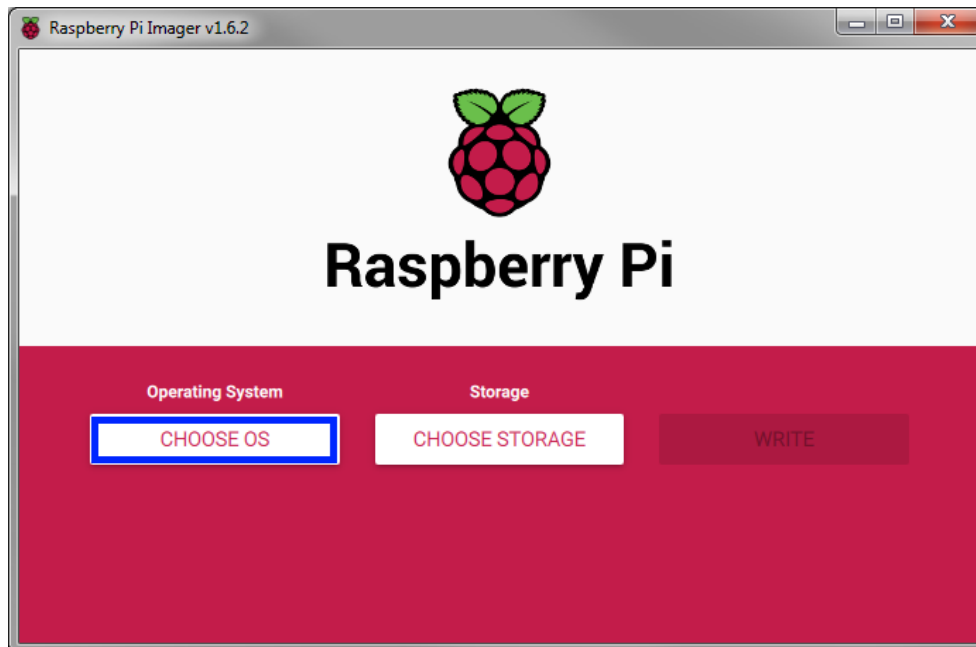 Raspberry Pi Imager v1.6.2
Raspberry Pi
Operating System
Storage
CHOOSE OS
CHOOSE STORAGE
WRITE